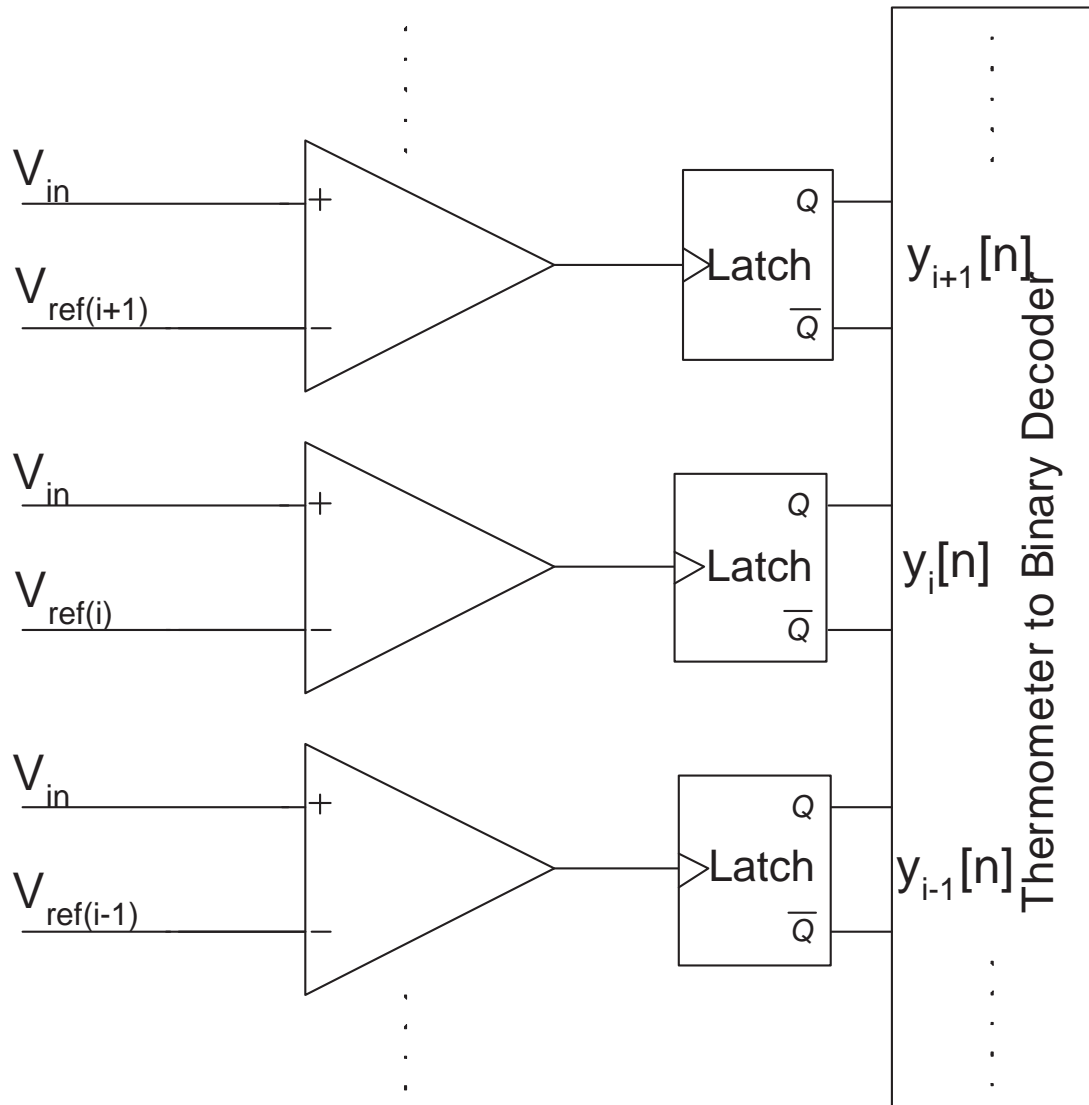 V_in
+
Q
V_ref(i+1)
−
Latch
Q̅
y_i+1[n]
V_in
+
Q
V_ref(i)
−
Latch
Q̅
y_i[n]
V_in
+
Q
V_ref(i-1)
−
Latch
Q̅
y_i-1[n]
Thermometer to Binary Decoder